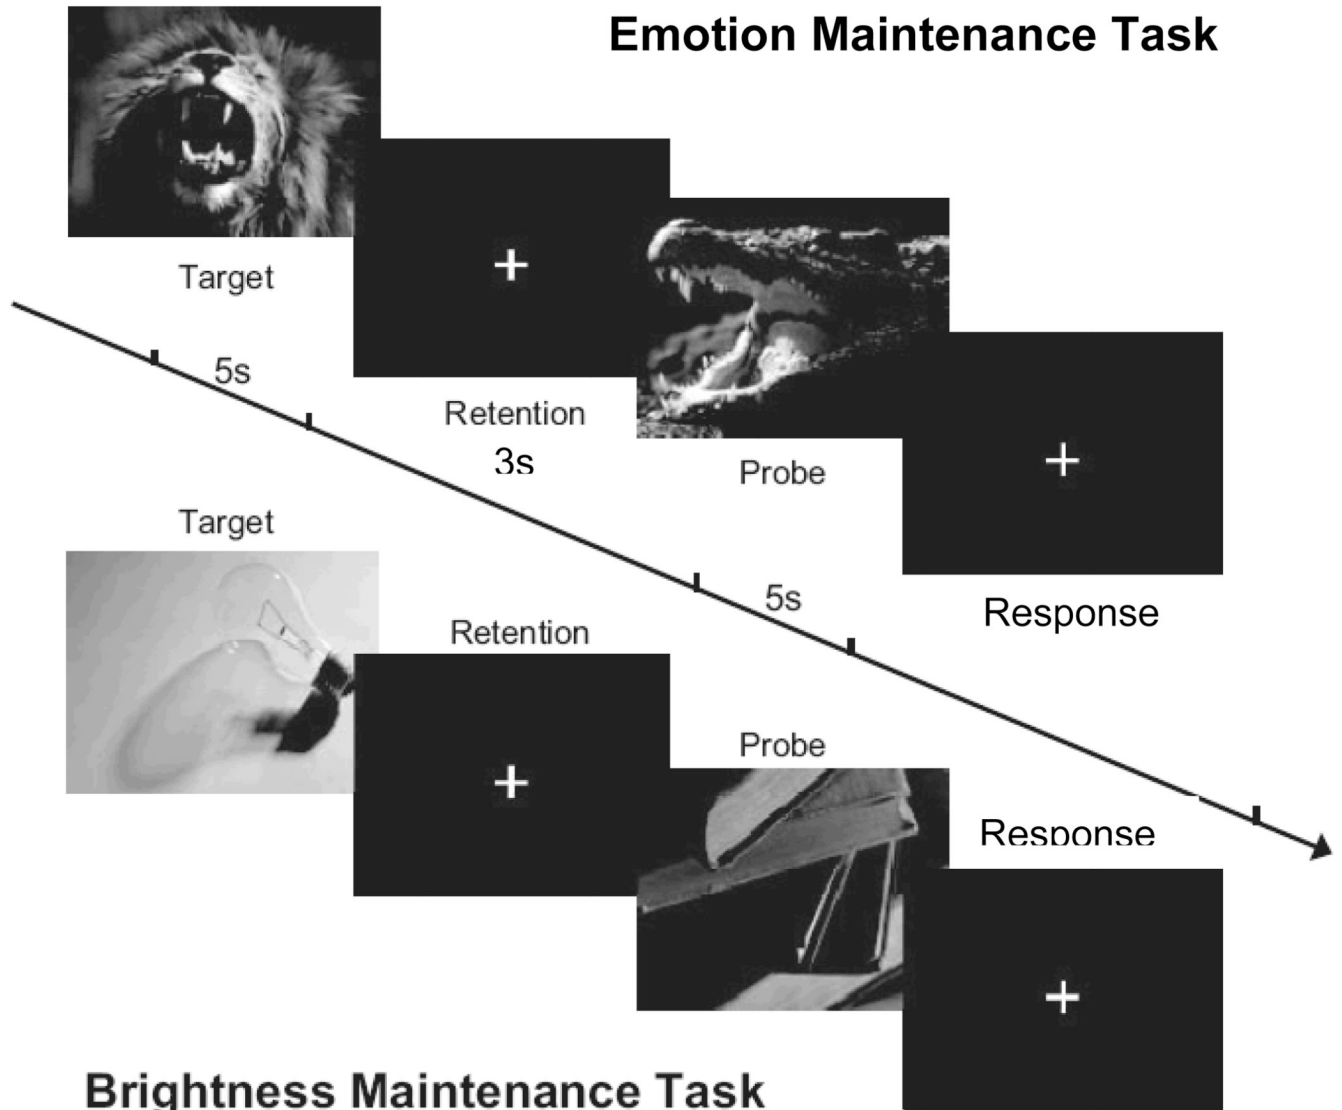 Emotion Maintenance Task
Target
5s
Retention
3s
Probe
Response
Target
Retention
5s
Probe
Response
Brightness Maintenance Task